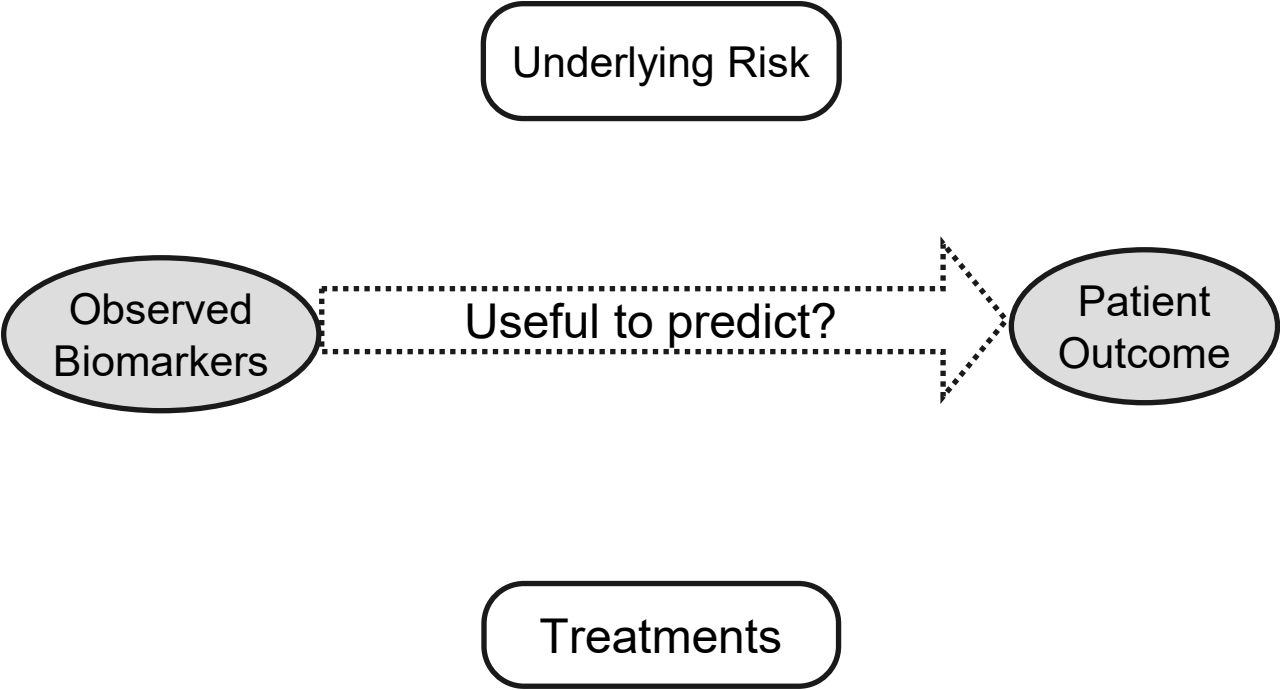 Underlying Risk
Observed
Biomarkers
Useful to predict?
Patient
Outcome
Treatments